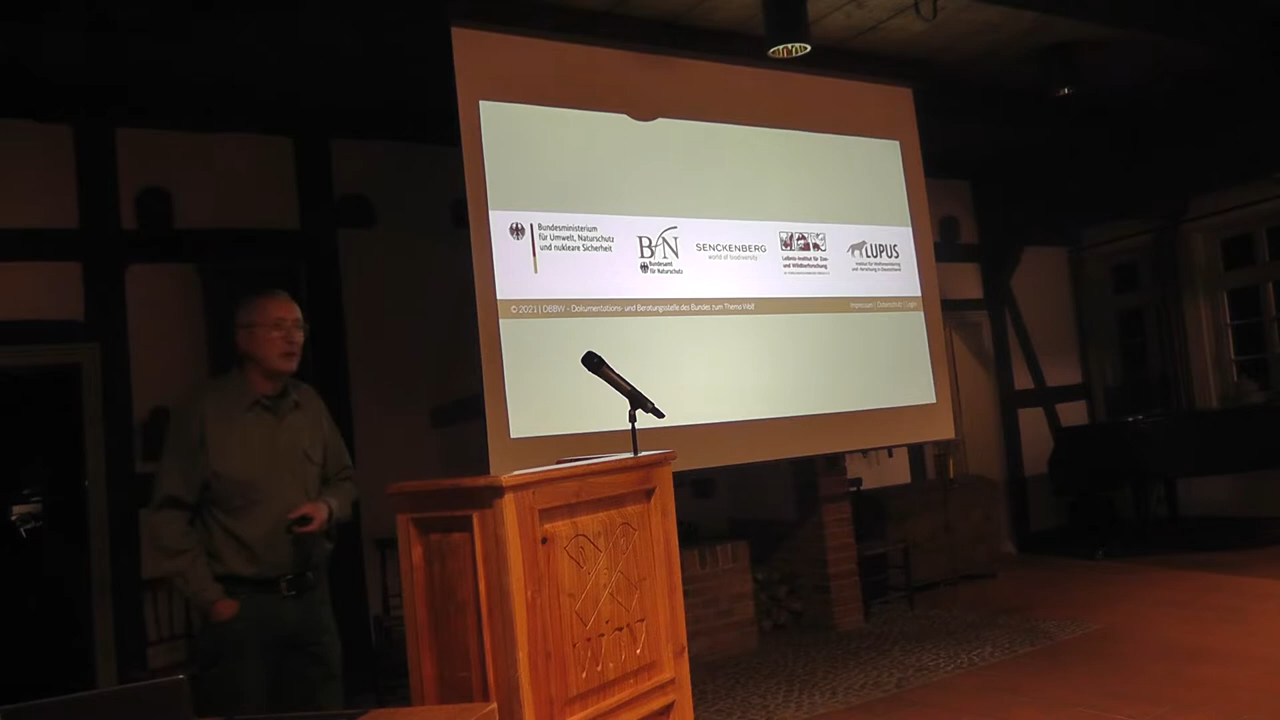 Bundesministerium
für Umwelt, Naturschutz
und nukleare Sicherheit
BfN
Bundesamt
für Naturschutz
SENCKENBERG
world of biodiversity
Leibniz-Institut für Zoo-
und Wildtierforschung
LUPUS
Institut für Wolfsmonitoring
und -forschung in Deutschland
© 2021 | DBBW - Dokumentations- und Beratungsstelle des Bundes zum Thema Wolf
Impressum | Datenschutz | Login